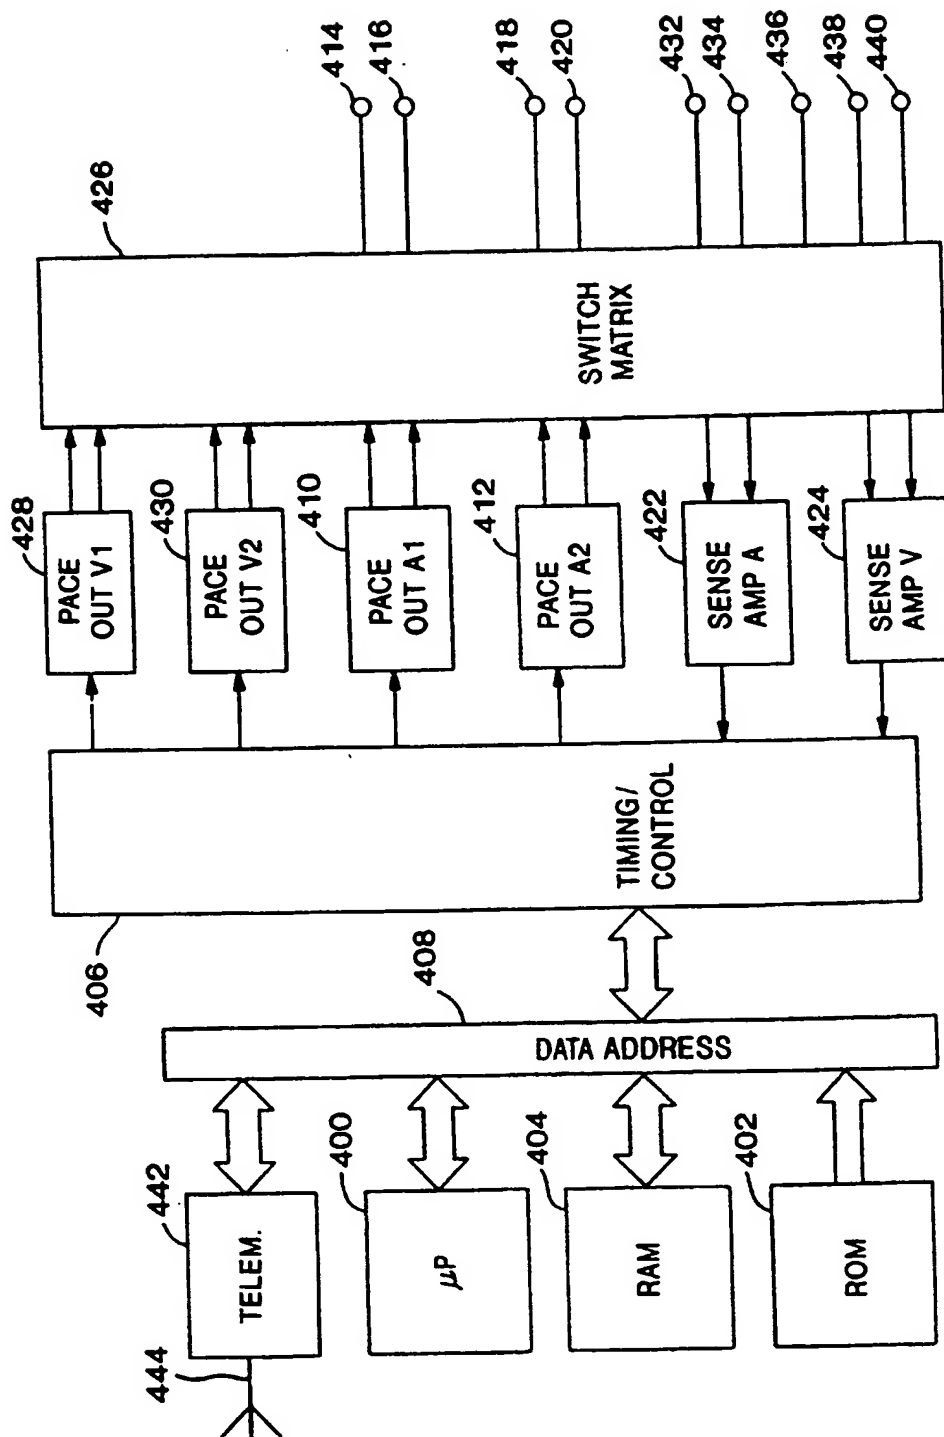 442
444
TELEM.
400
μP
404
RAM
402
ROM
408
DATA ADDRESS
406
TIMING/
CONTROL
428
PACE
OUT V1
430
PACE
OUT V2
410
PACE
OUT A1
412
PACE
OUT A2
422
SENSE
AMP A
424
SENSE
AMP V
426
SWITCH
MATRIX
414
416
418
420
432
434
436
438
440